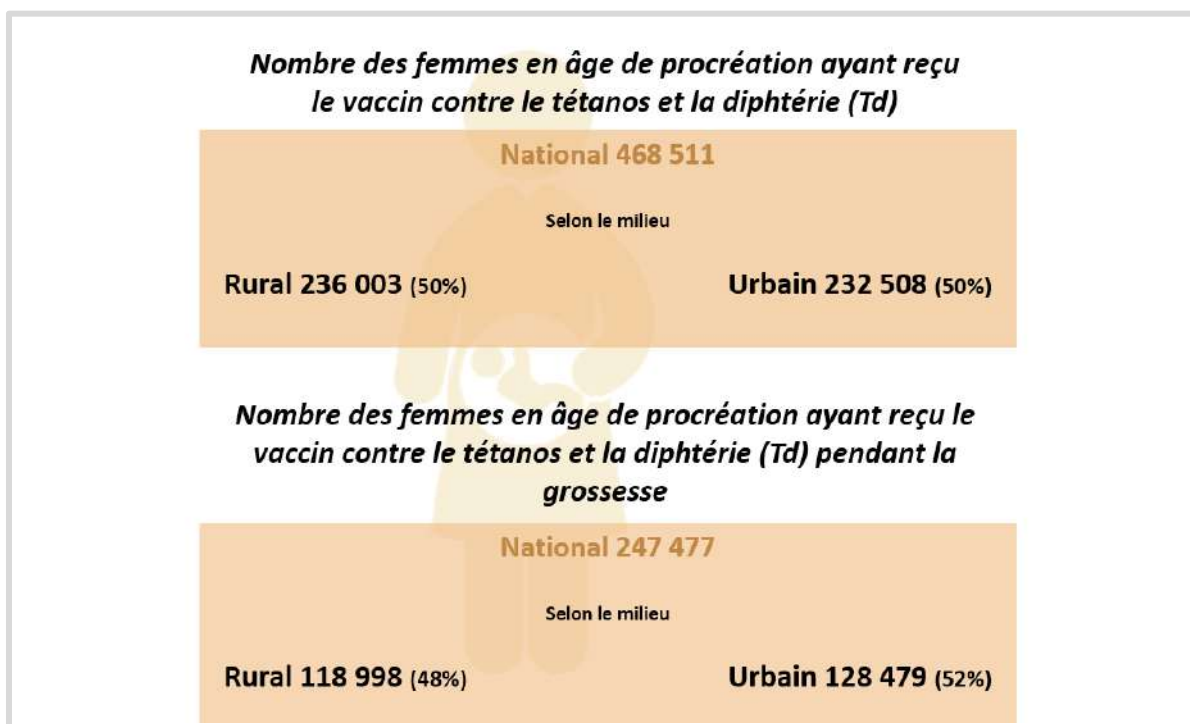 Nombre des femmes en âge de procréation ayant reçu
le vaccin contre le tétanos et la diphtérie (Td)
National 468 511
Selon le milieu
Rural 236 003 (50%)
Urbain 232 508 (50%)
Nombre des femmes en âge de procréation ayant reçu le
vaccin contre le tétanos et la diphtérie (Td) pendant la
grossesse
National 247 477
Selon le milieu
Rural 118 998 (48%)
Urbain 128 479 (52%)